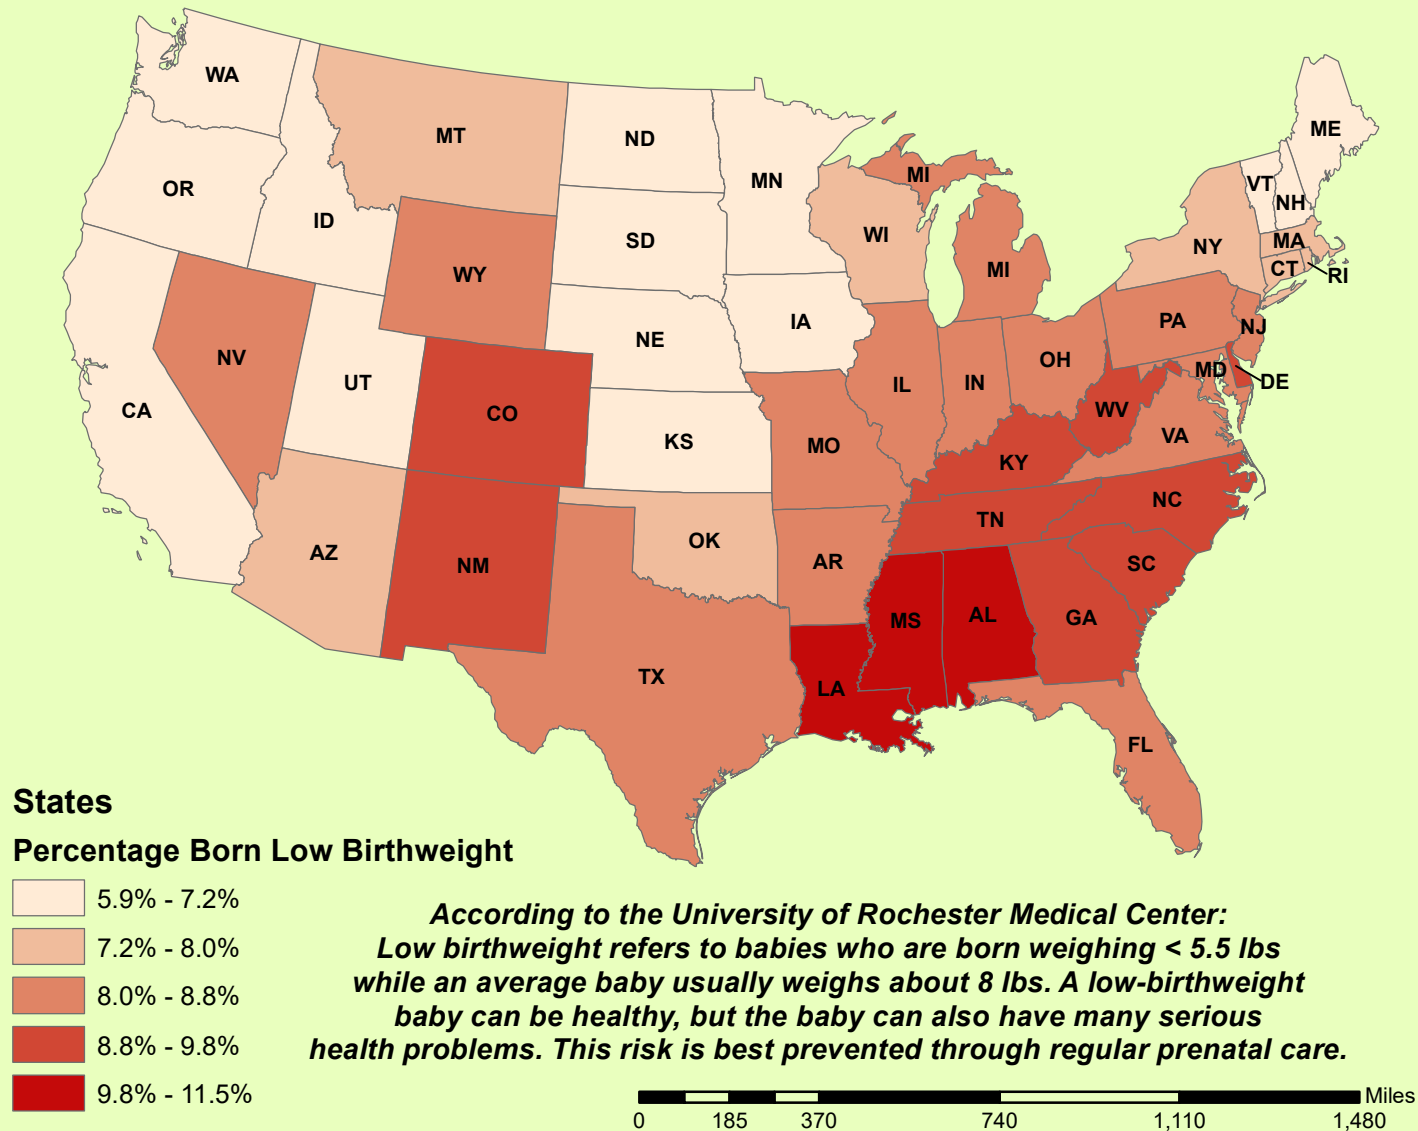 WA
MT
ND
MN
ME
OR
ID
SD
WI
MI
VT
NH
NY
MA
CT
RI
WY
MI
NV
UT
NE
IA
PA
NJ
CA
CO
KS
MO
IL
IN
OH
MD
DE
WV
VA
KY
NC
TN
AZ
NM
OK
AR
SC
MS
AL
GA
TX
LA
FL
States
Percentage Born Low Birthweight
5.9% - 7.2%
7.2% - 8.0%
8.0% - 8.8%
8.8% - 9.8%
9.8% - 11.5%
According to the University of Rochester Medical Center:
Low birthweight refers to babies who are born weighing < 5.5 lbs
while an average baby usually weighs about 8 lbs. A low-birthweight
baby can be healthy, but the baby can also have many serious
health problems. This risk is best prevented through regular prenatal care.
Miles
0 185 370 740 1,110 1,480